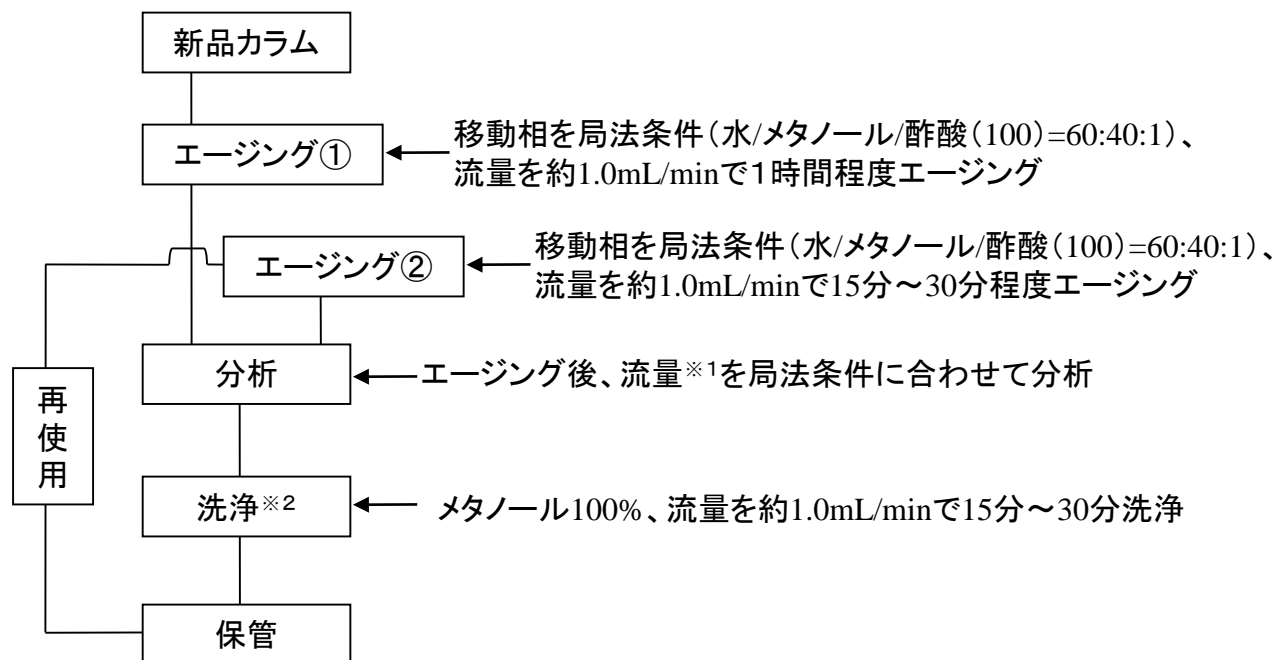 新品カラム
エージング①
移動相を局法条件(水/メタノール/酢酸(100)=60:40:1)、
流量を約1.0mL/minで1時間程度エージング
エージング②
移動相を局法条件(水/メタノール/酢酸(100)=60:40:1)、
流量を約1.0mL/minで15分～30分程度エージング
分析
エージング後、流量※1を局法条件に合わせて分析
再使用
洗浄※2
メタノール100%、流量を約1.0mL/minで15分～30分洗浄
保管